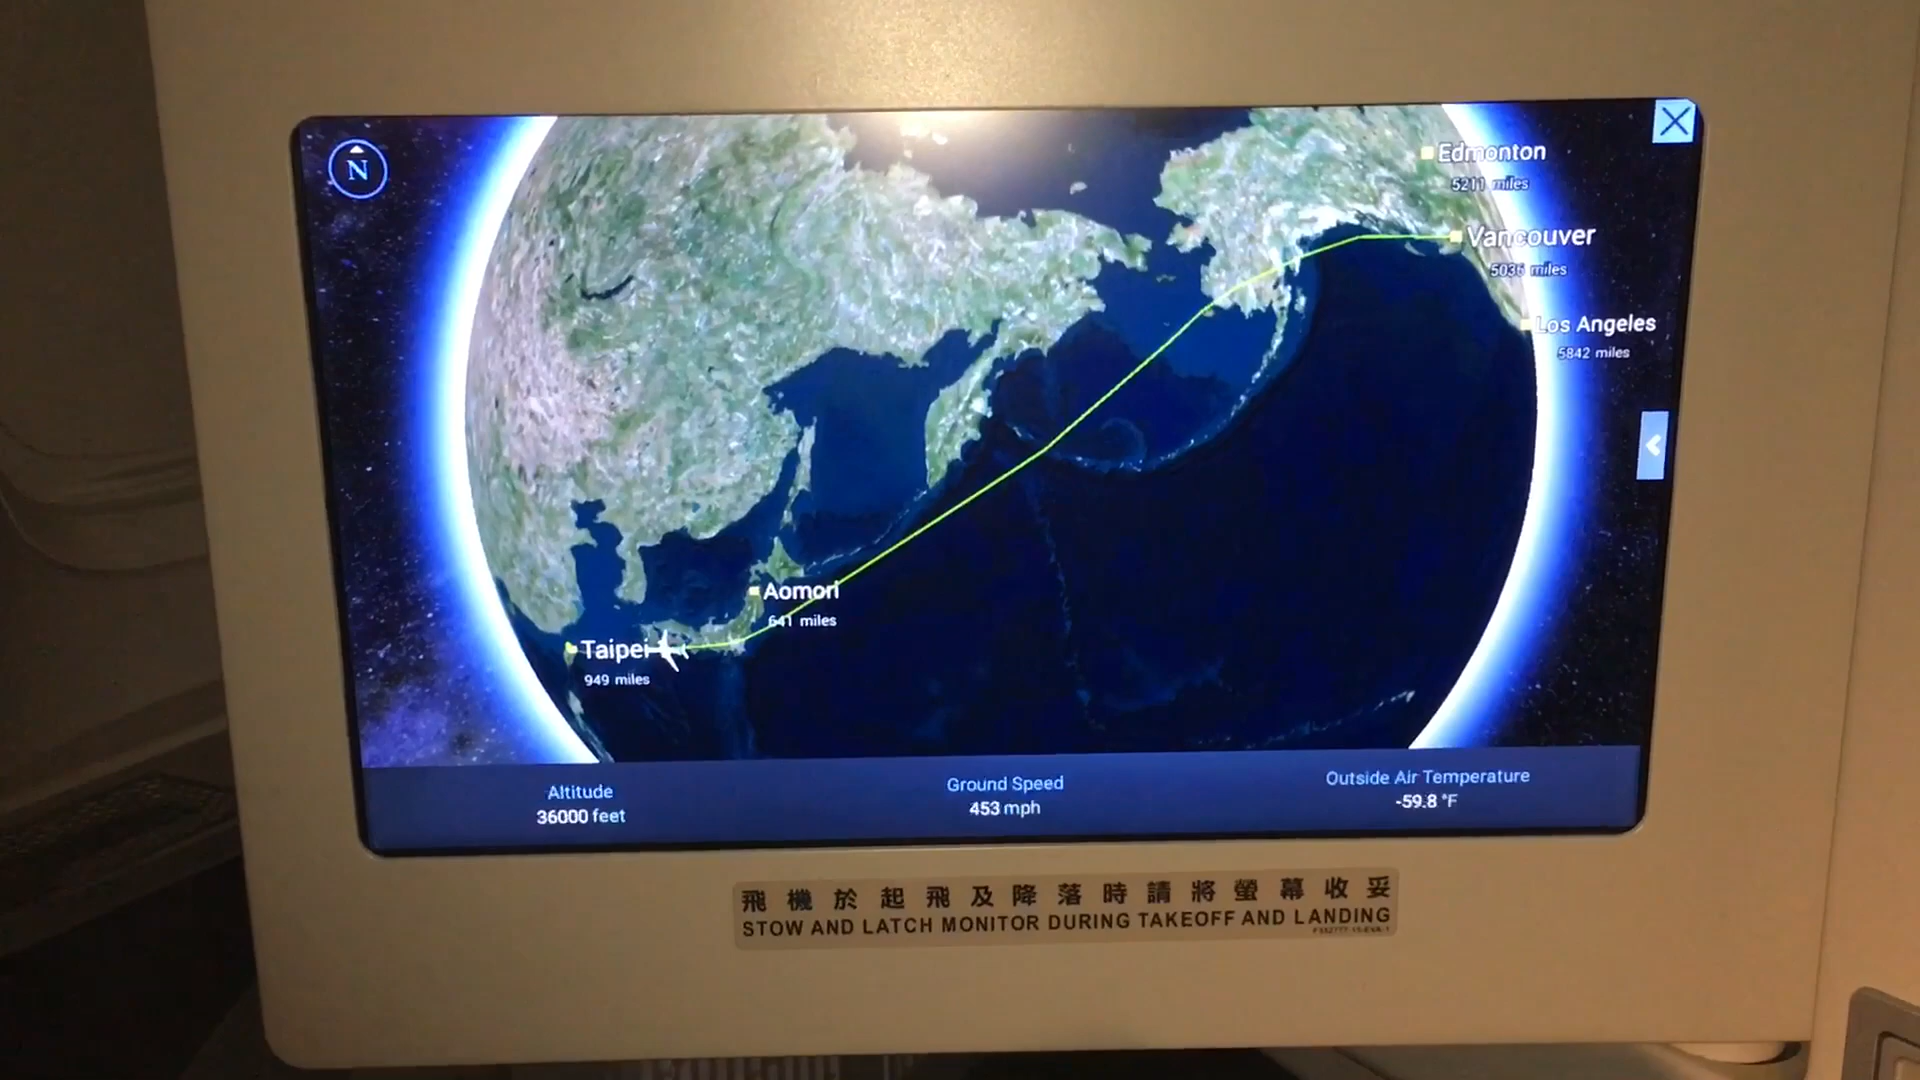 N
Edmonton
5211 miles
Vancouver
5036 miles
Los Angeles
5842 miles
Aomori
641 miles
Taipei
949 miles
Altitude
36000 feet
Ground Speed
453 mph
Outside Air Temperature
-59.8 °F
飛機於起飛及降落時請將螢幕收妥
STOW AND LATCH MONITOR DURING TAKEOFF AND LANDING